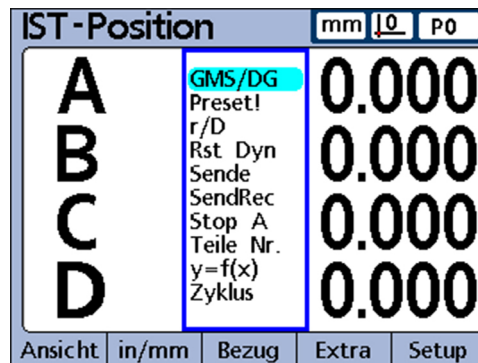 IST-Position mm 0 P0
A 0.000
B 0.000
C 0.000
D 0.000
GMS/DG
Preset!
r/D
Rst Dyn
Sende
SendRec
Stop A
Teile Nr.
y=f(x)
Zyklus
Ansicht in/mm Bezug Extra Setup